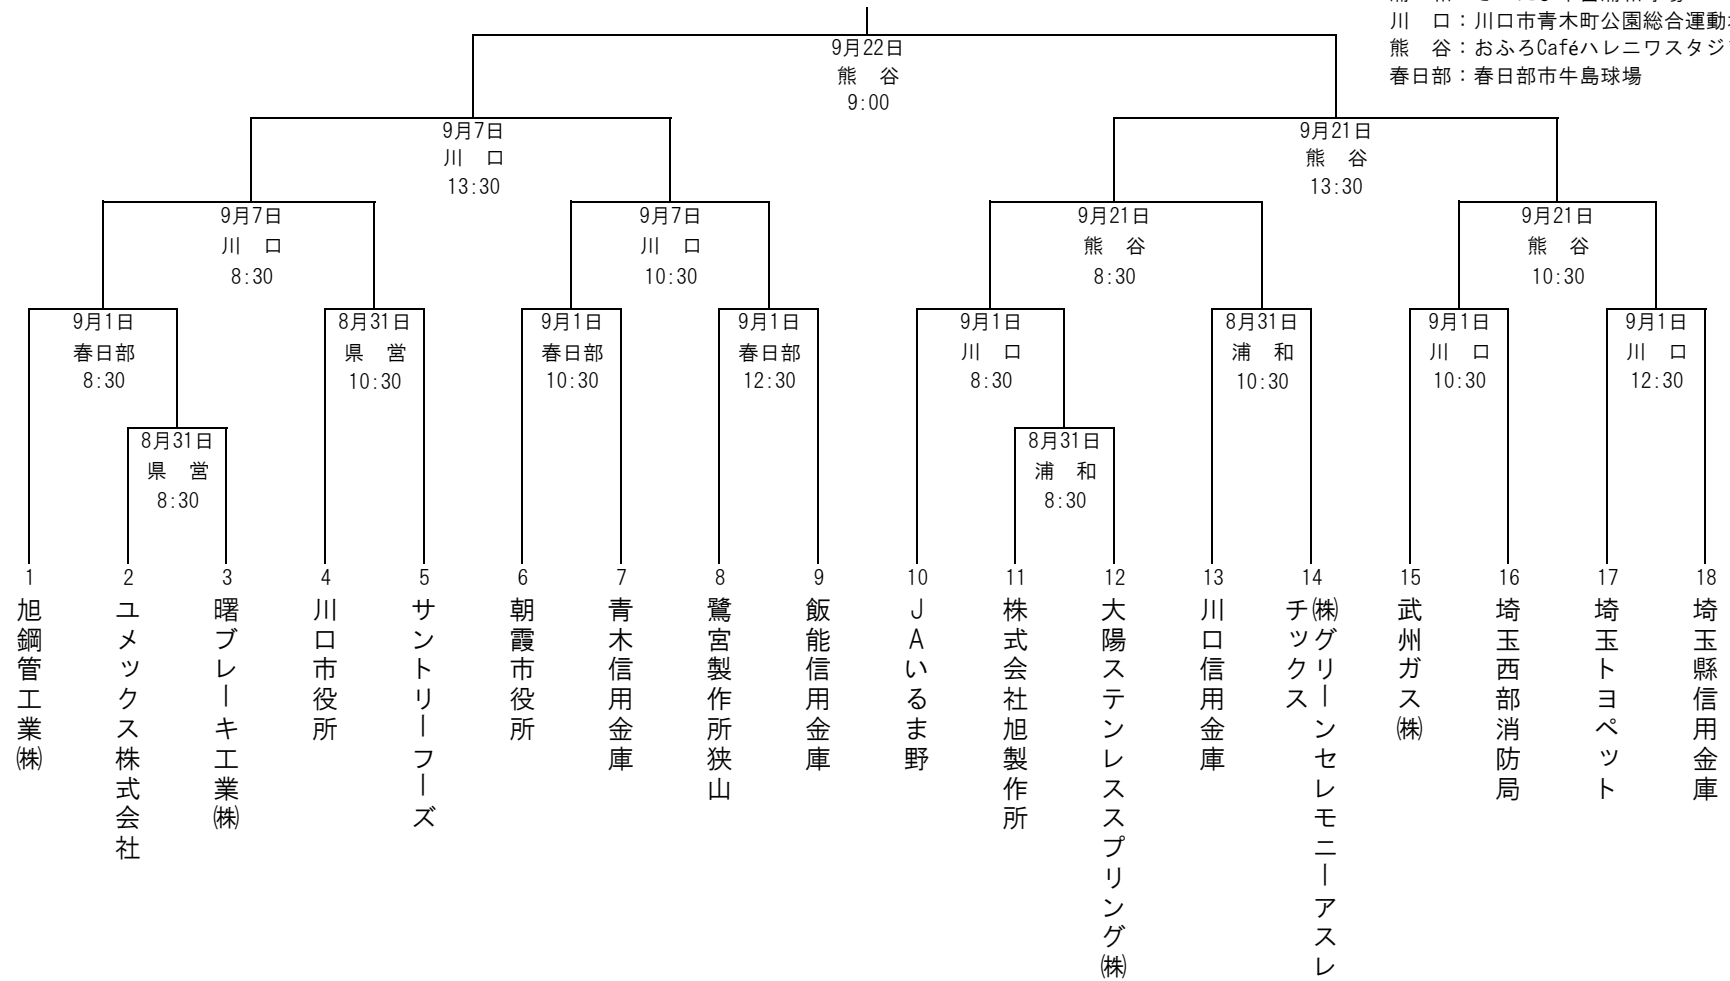 川　口：川口市青木町公園総合運動
熊　谷：おふろCaféハレニワスタジ
春日部：春日部市牛島球場
9月22日
熊　谷
9:00
9月7日
川　口
13:30
9月21日
熊　谷
13:30
9月7日
川　口
8:30
9月7日
川　口
10:30
9月21日
熊　谷
8:30
9月21日
熊　谷
10:30
9月1日
春日部
8:30
8月31日
県　営
10:30
9月1日
春日部
10:30
9月1日
春日部
12:30
9月1日
川　口
8:30
8月31日
浦　和
10:30
9月1日
川　口
10:30
9月1日
川　口
12:30
8月31日
県　営
8:30
8月31日
浦　和
8:30
1
旭鋼管工業㈱
2
ユメックス株式会社
3
曙ブレーキ工業㈱
4
川口市役所
5
サントリーフーズ
6
朝霞市役所
7
青木信用金庫
8
鷺宮製作所狭山
9
飯能信用金庫
10
ＪＡいるま野
11
株式会社旭製作所
12
大陽ステンレススプリング㈱
13
川口信用金庫
14
㈱グリーンセレモニーアスレ
チックス
15
武州ガス㈱
16
埼玉西部消防局
17
埼玉トヨペット
18
埼玉縣信用金庫